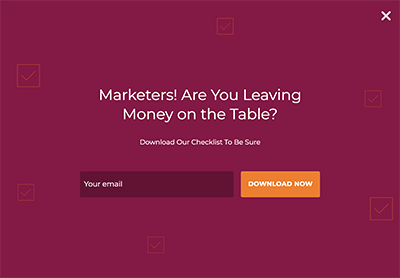 Marketers! Are You Leaving
Money on the Table?
Download Our Checklist To Be Sure
Your email
DOWNLOAD NOW